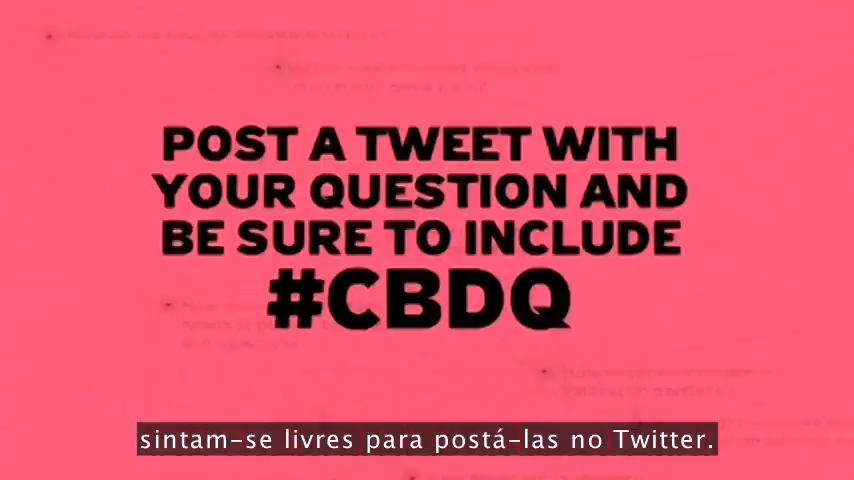 POST A TWEET WITH
YOUR QUESTION AND
BE SURE TO INCLUDE
#CBDQ
sintam-se livres para postá-las no Twitter.